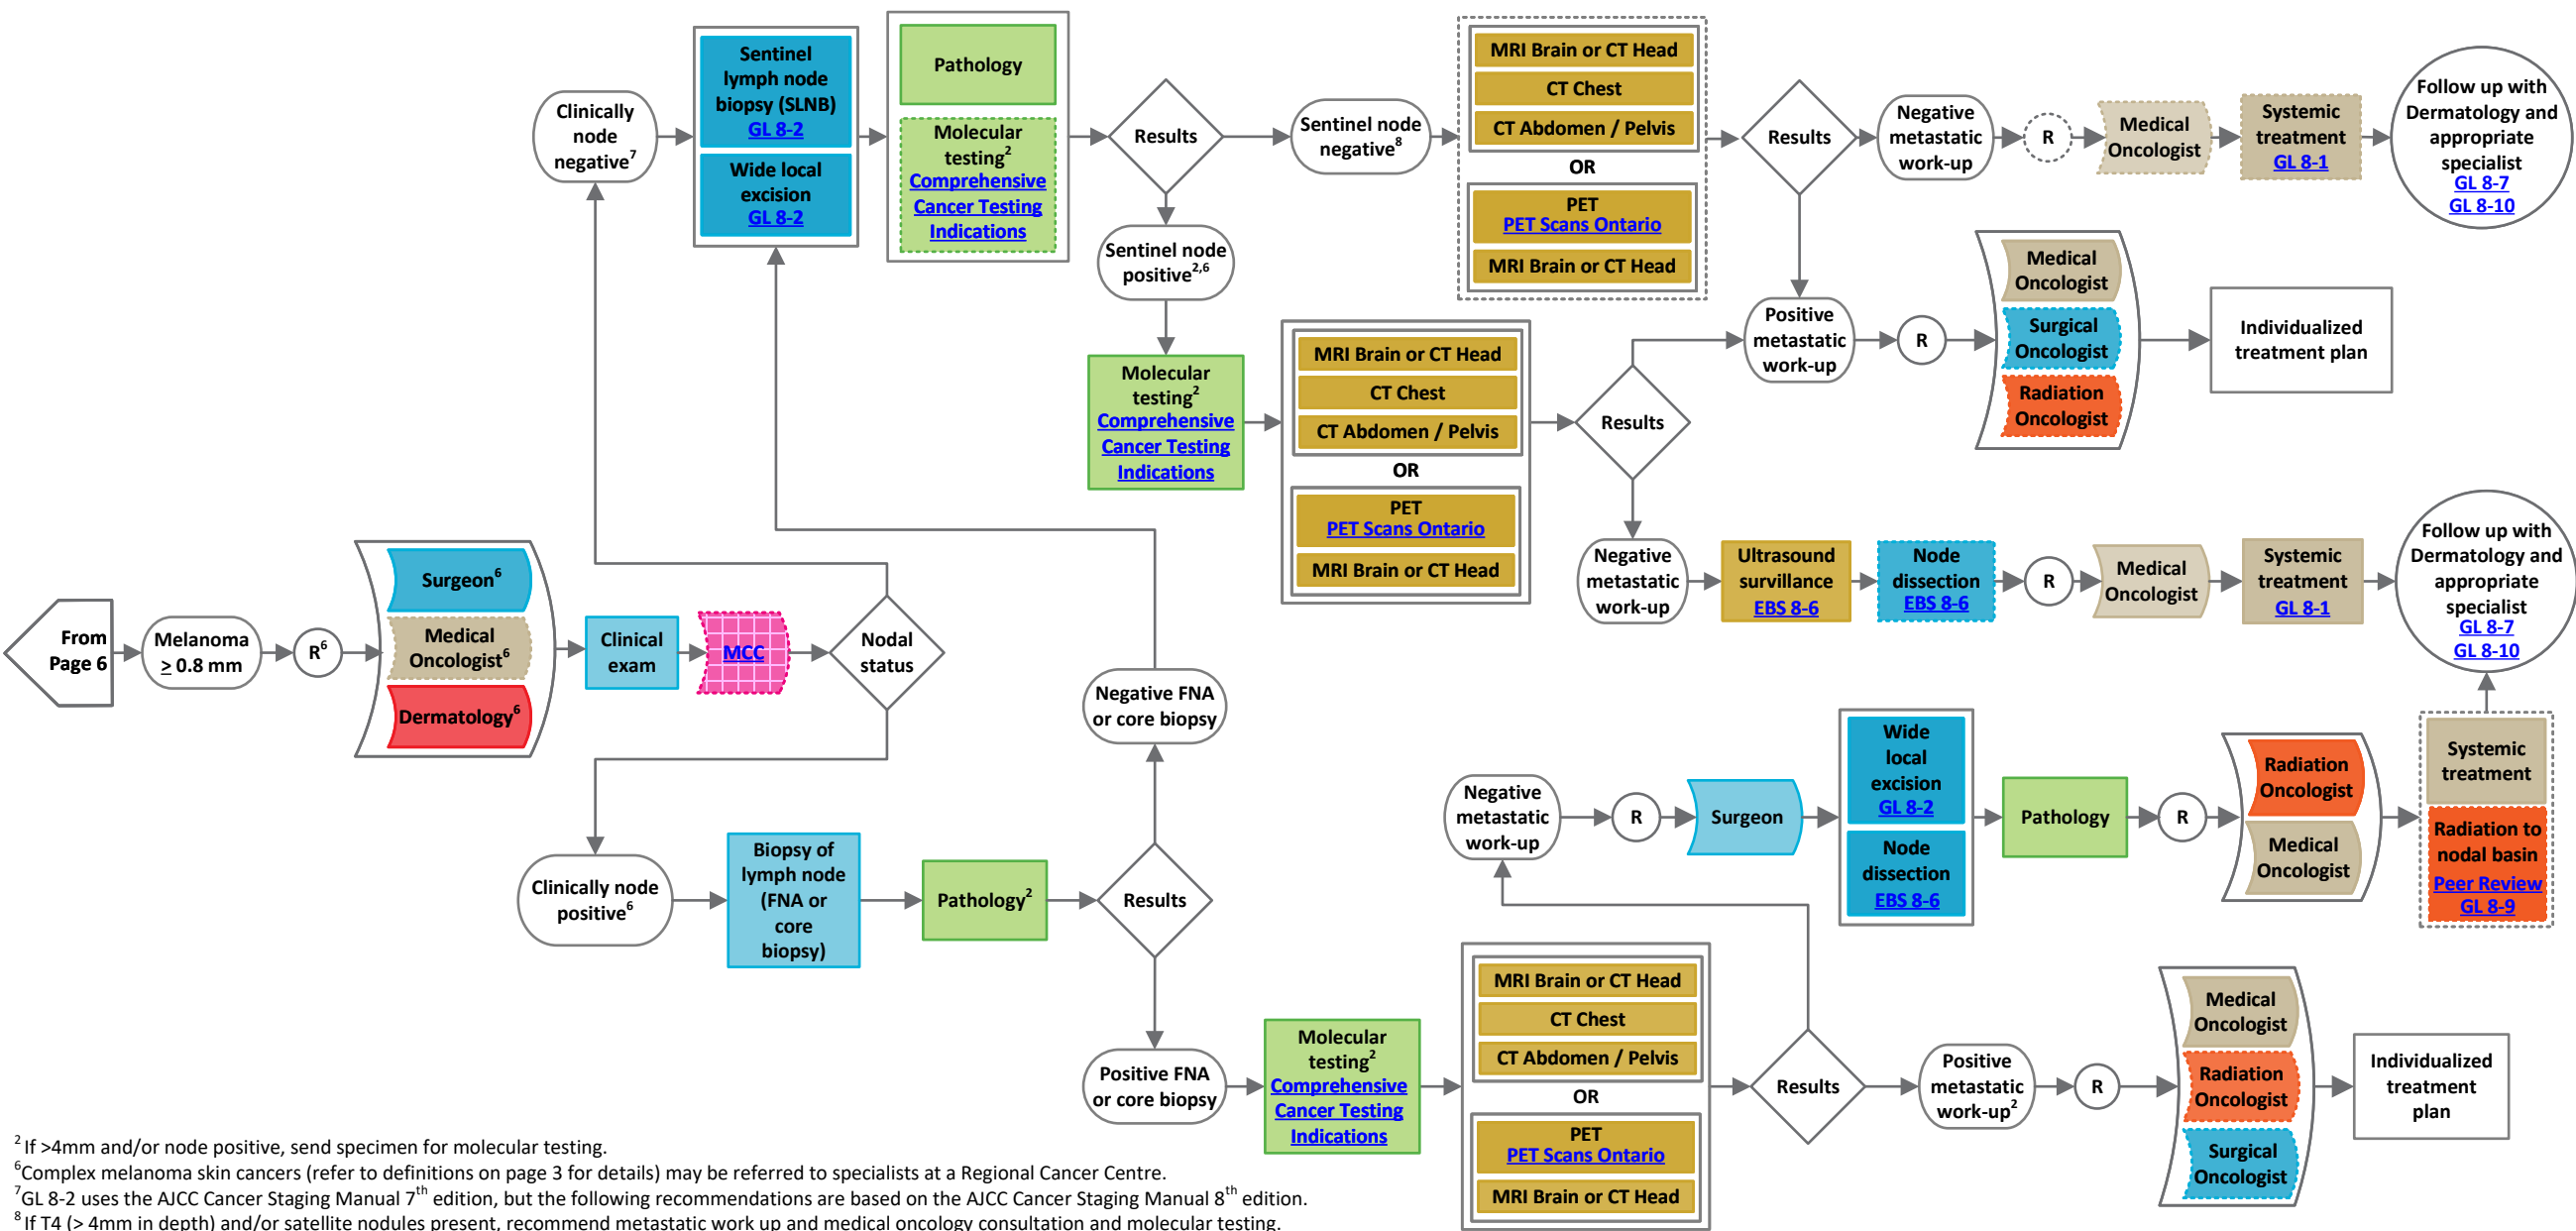 From
Page 6
Melanoma
≥ 0.8 mm
R⁶
Surgeon⁶
Medical
Oncologist⁶
Dermatology⁶
Clinical
exam
MCC
Nodal
status
Clinically
node
negative⁷
Sentinel
lymph node
biopsy (SLNB)
GL 8-2
Wide local
excision
GL 8-2
Pathology
Molecular
testing²
Comprehensive
Cancer Testing
Indications
Results
Sentinel node
negative⁸
MRI Brain or CT Head
CT Chest
CT Abdomen / Pelvis
OR
PET
PET Scans Ontario
MRI Brain or CT Head
Results
Negative
metastatic
work-up
R
Medical
Oncologist
Systemic
treatment
GL 8-1
Follow up with
Dermatology and
appropriate
specialist
GL 8-7
GL 8-10
Sentinel node
positive²,⁶
Molecular
testing²
Comprehensive
Cancer Testing
Indications
MRI Brain or CT Head
CT Chest
CT Abdomen / Pelvis
OR
PET
PET Scans Ontario
MRI Brain or CT Head
Results
Positive
metastatic
work-up
R
Medical
Oncologist
Surgical
Oncologist
Radiation
Oncologist
Individualized
treatment plan
Negative
metastatic
work-up
Ultrasound
survillance
EBS 8-6
Node
dissection
EBS 8-6
R
Medical
Oncologist
Systemic
treatment
GL 8-1
Follow up with
Dermatology and
appropriate
specialist
GL 8-7
GL 8-10
Clinically node
positive⁶
Biopsy of
lymph node
(FNA or
core
biopsy)
Pathology²
Results
Negative FNA
or core biopsy
Positive FNA
or core biopsy
Molecular
testing²
Comprehensive
Cancer Testing
Indications
MRI Brain or CT Head
CT Chest
CT Abdomen / Pelvis
OR
PET
PET Scans Ontario
MRI Brain or CT Head
Results
Negative
metastatic
work-up
R
Surgeon
Wide
local
excision
GL 8-2
Node
dissection
EBS 8-6
Pathology
R
Radiation
Oncologist
Medical
Oncologist
Systemic
treatment
Radiation to
nodal basin
Peer Review
GL 8-9
Positive
metastatic
work-up²
R
Medical
Oncologist
Radiation
Oncologist
Surgical
Oncologist
Individualized
treatment
plan
² If >4mm and/or node positive, send specimen for molecular testing.
⁶Complex melanoma skin cancers (refer to definitions on page 3 for details) may be referred to specialists at a Regional Cancer Centre.
⁷GL 8-2 uses the AJCC Cancer Staging Manual 7th edition, but the following recommendations are based on the AJCC Cancer Staging Manual 8th edition.
⁸ If T4 (> 4mm in depth) and/or satellite nodules present, recommend metastatic work up and medical oncology consultation and molecular testing.